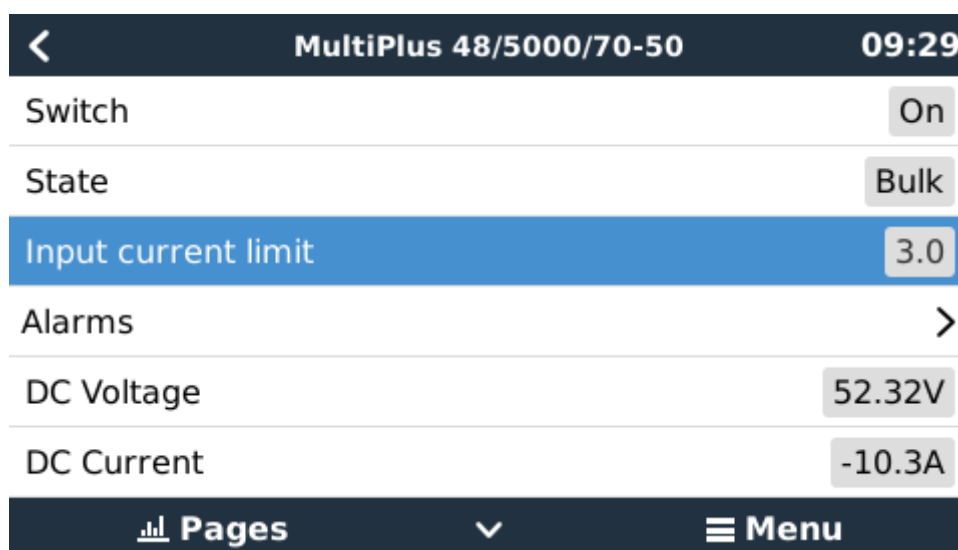 MultiPlus 48/5000/70-50 09:29
Switch On
State Bulk
Input current limit 3.0
Alarms
DC Voltage 52.32V
DC Current -10.3A
Pages Menu